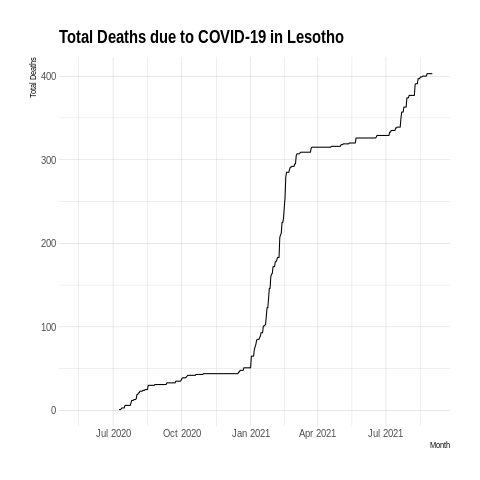 Total Deaths due to COVID-19 in Lesotho
Total Deaths
400
300
200
100
0
Jul 2020 Oct 2020 Jan 2021 Apr 2021 Jul 2021
Month